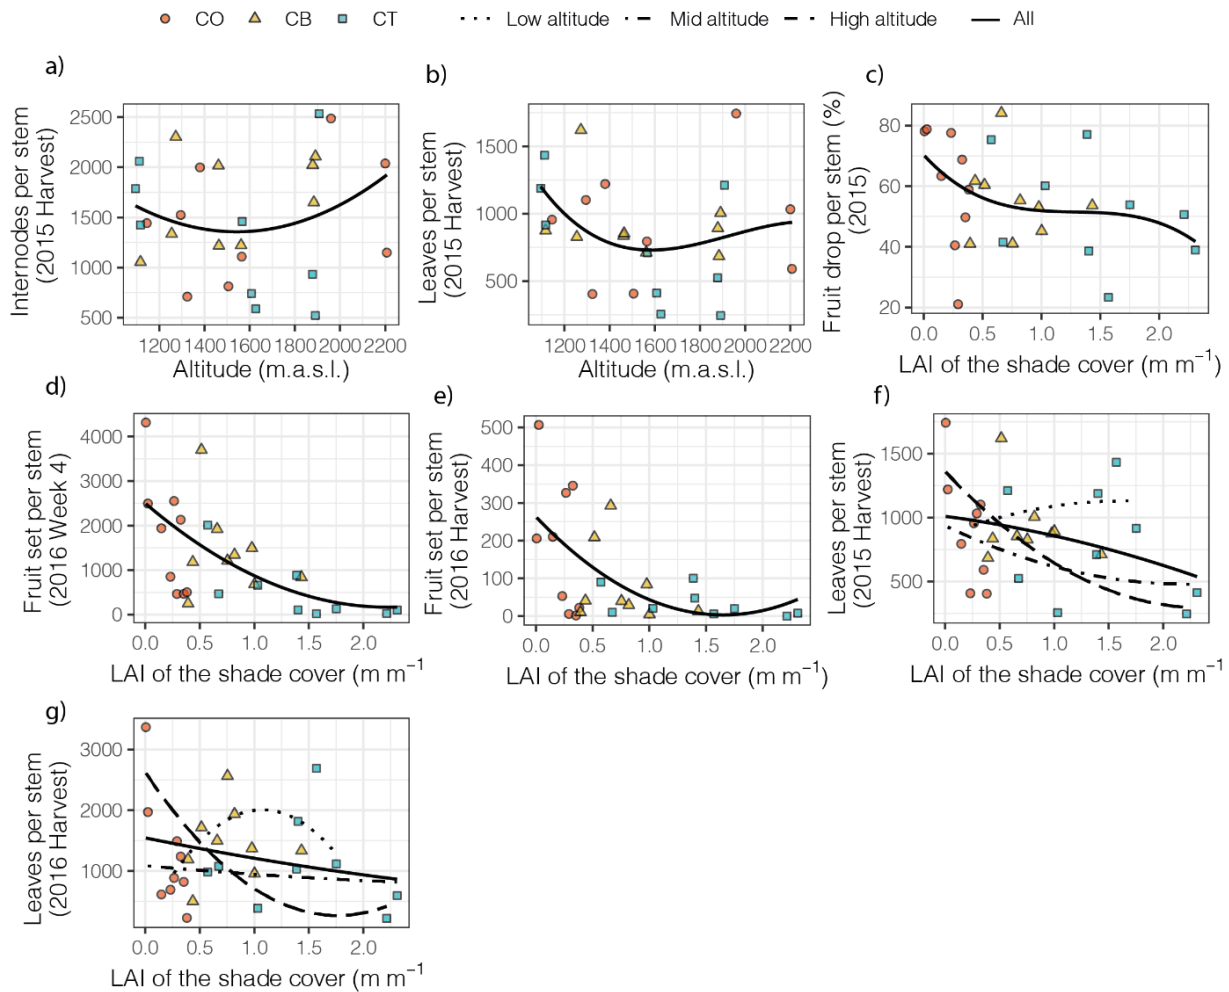 CO CB CT Low altitude Mid altitude High altitude All
a)
Internodes per stem
(2015 Harvest)
2500
2000
1500
1000
500
1200 1400 1600 1800 2000 2200
Altitude (m.a.s.l.)
b)
Leaves per stem
(2015 Harvest)
1500
1000
500
1200 1400 1600 1800 2000 2200
Altitude (m.a.s.l.)
c)
Fruit drop per stem (%)
(2015)
80
60
40
20
0.0 0.5 1.0 1.5 2.0
LAI of the shade cover (m m⁻¹)
d)
Fruit set per stem
(2016 Week 4)
4000
3000
2000
1000
0
0.0 0.5 1.0 1.5 2.0
LAI of the shade cover (m m⁻¹
e)
Fruit set per stem
(2016 Harvest)
500
400
300
200
100
0
0.0 0.5 1.0 1.5 2.0
LAI of the shade cover (m m⁻¹)
f)
Leaves per stem
(2015 Harvest)
1500
1000
500
0.0 0.5 1.0 1.5 2.0
LAI of the shade cover (m m⁻¹
g)
Leaves per stem
(2016 Harvest)
3000
2000
1000
0.0 0.5 1.0 1.5 2.0
LAI of the shade cover (m m⁻¹